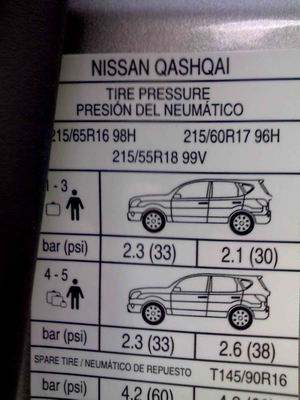 NISSAN QASHQAI
TIRE PRESSURE
PRESIÓN DEL NEUMÁTICO
215/65R16 98H 215/60R17 96H
215/55R18 99V
1 - 3
bar (psi) 2.3 (33) 2.1 (30)
4 - 5
bar (psi) 2.3 (33) 2.6 (38)
SPARE TIRE / NEUMÁTICO DE REPUESTO T145/90R16
bar (psi) 4.2 (60)